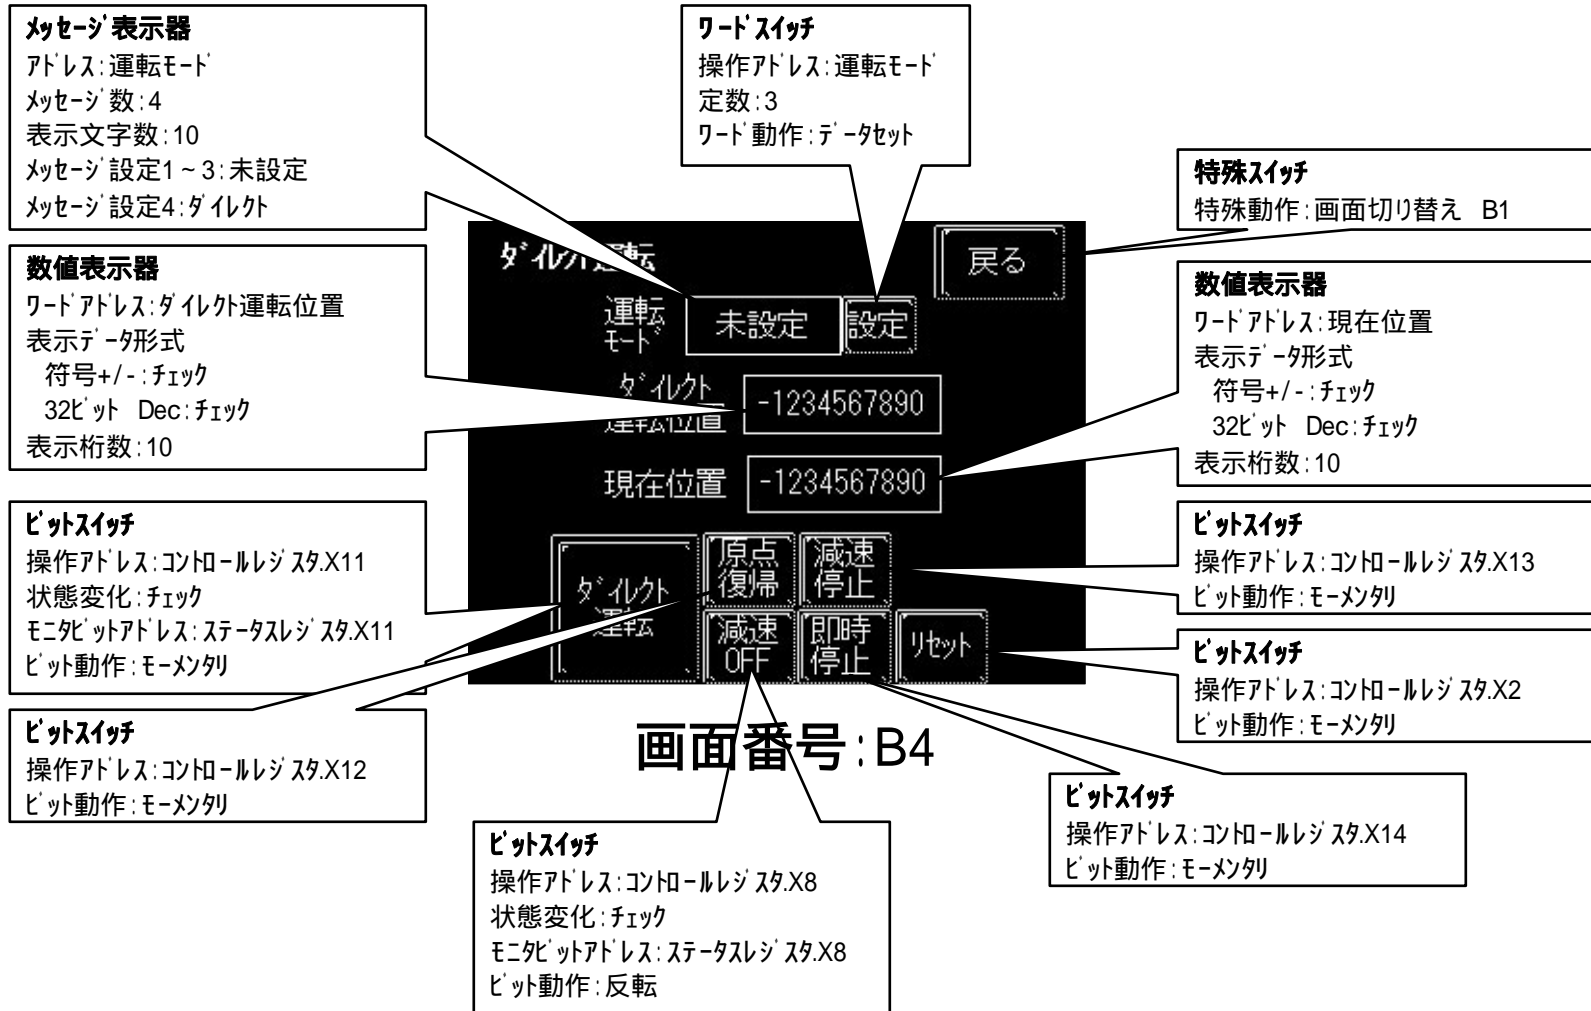 ﾒｯｾｰｼﾞ表示器
ｱﾄﾞﾚｽ:運転ﾓｰﾄﾞ
ﾒｯｾｰｼﾞ数:4
表示文字数:10
ﾒｯｾｰｼﾞ設定1~3:未設定
ﾒｯｾｰｼﾞ設定4:ﾀﾞｲﾚｸﾄ
ﾜｰﾄﾞｽｲｯﾁ
操作ｱﾄﾞﾚｽ:運転ﾓｰﾄﾞ
定数:3
ﾜｰﾄﾞ動作:ﾃﾞｰﾀｾｯﾄ
特殊ｽｲｯﾁ
特殊動作:画面切り替え B1
数値表示器
ﾜｰﾄﾞｱﾄﾞﾚｽ:ﾀﾞｲﾚｸﾄ運転位置
表示ﾃﾞｰﾀ形式
符号+/-:ﾁｪｯｸ
32ﾋﾞｯﾄ Dec:ﾁｪｯｸ
表示桁数:10
ﾀﾞｲﾚｸﾄ運転
戻る
運転
ﾓｰﾄﾞ
未設定
設定
ﾀﾞｲﾚｸﾄ
運転位置
-1234567890
現在位置
-1234567890
数値表示器
ﾜｰﾄﾞｱﾄﾞﾚｽ:現在位置
表示ﾃﾞｰﾀ形式
符号+/-:ﾁｪｯｸ
32ﾋﾞｯﾄ Dec:ﾁｪｯｸ
表示桁数:10
ﾋﾞｯﾄｽｲｯﾁ
操作ｱﾄﾞﾚｽ:ｺﾝﾄﾛｰﾙﾚｼﾞｽﾀ.X11
状態変化:ﾁｪｯｸ
ﾓﾆﾀﾋﾞｯﾄｱﾄﾞﾚｽ:ｽﾃｰﾀｽﾚｼﾞｽﾀ.X11
ﾋﾞｯﾄ動作:ﾓｰﾒﾝﾀﾘ
ﾀﾞｲﾚｸﾄ
運転
原点
復帰
減速
停止
減速
OFF
即時
停止
ﾘｾｯﾄ
ﾋﾞｯﾄｽｲｯﾁ
操作ｱﾄﾞﾚｽ:ｺﾝﾄﾛｰﾙﾚｼﾞｽﾀ.X13
ﾋﾞｯﾄ動作:ﾓｰﾒﾝﾀﾘ
ﾋﾞｯﾄｽｲｯﾁ
操作ｱﾄﾞﾚｽ:ｺﾝﾄﾛｰﾙﾚｼﾞｽﾀ.X2
ﾋﾞｯﾄ動作:ﾓｰﾒﾝﾀﾘ
ﾋﾞｯﾄｽｲｯﾁ
操作ｱﾄﾞﾚｽ:ｺﾝﾄﾛｰﾙﾚｼﾞｽﾀ.X12
ﾋﾞｯﾄ動作:ﾓｰﾒﾝﾀﾘ
画面番号:B4
ﾋﾞｯﾄｽｲｯﾁ
操作ｱﾄﾞﾚｽ:ｺﾝﾄﾛｰﾙﾚｼﾞｽﾀ.X14
ﾋﾞｯﾄ動作:ﾓｰﾒﾝﾀﾘ
ﾋﾞｯﾄｽｲｯﾁ
操作ｱﾄﾞﾚｽ:ｺﾝﾄﾛｰﾙﾚｼﾞｽﾀ.X8
状態変化:ﾁｪｯｸ
ﾓﾆﾀﾋﾞｯﾄｱﾄﾞﾚｽ:ｽﾃｰﾀｽﾚｼﾞｽﾀ.X8
ﾋﾞｯﾄ動作:反転